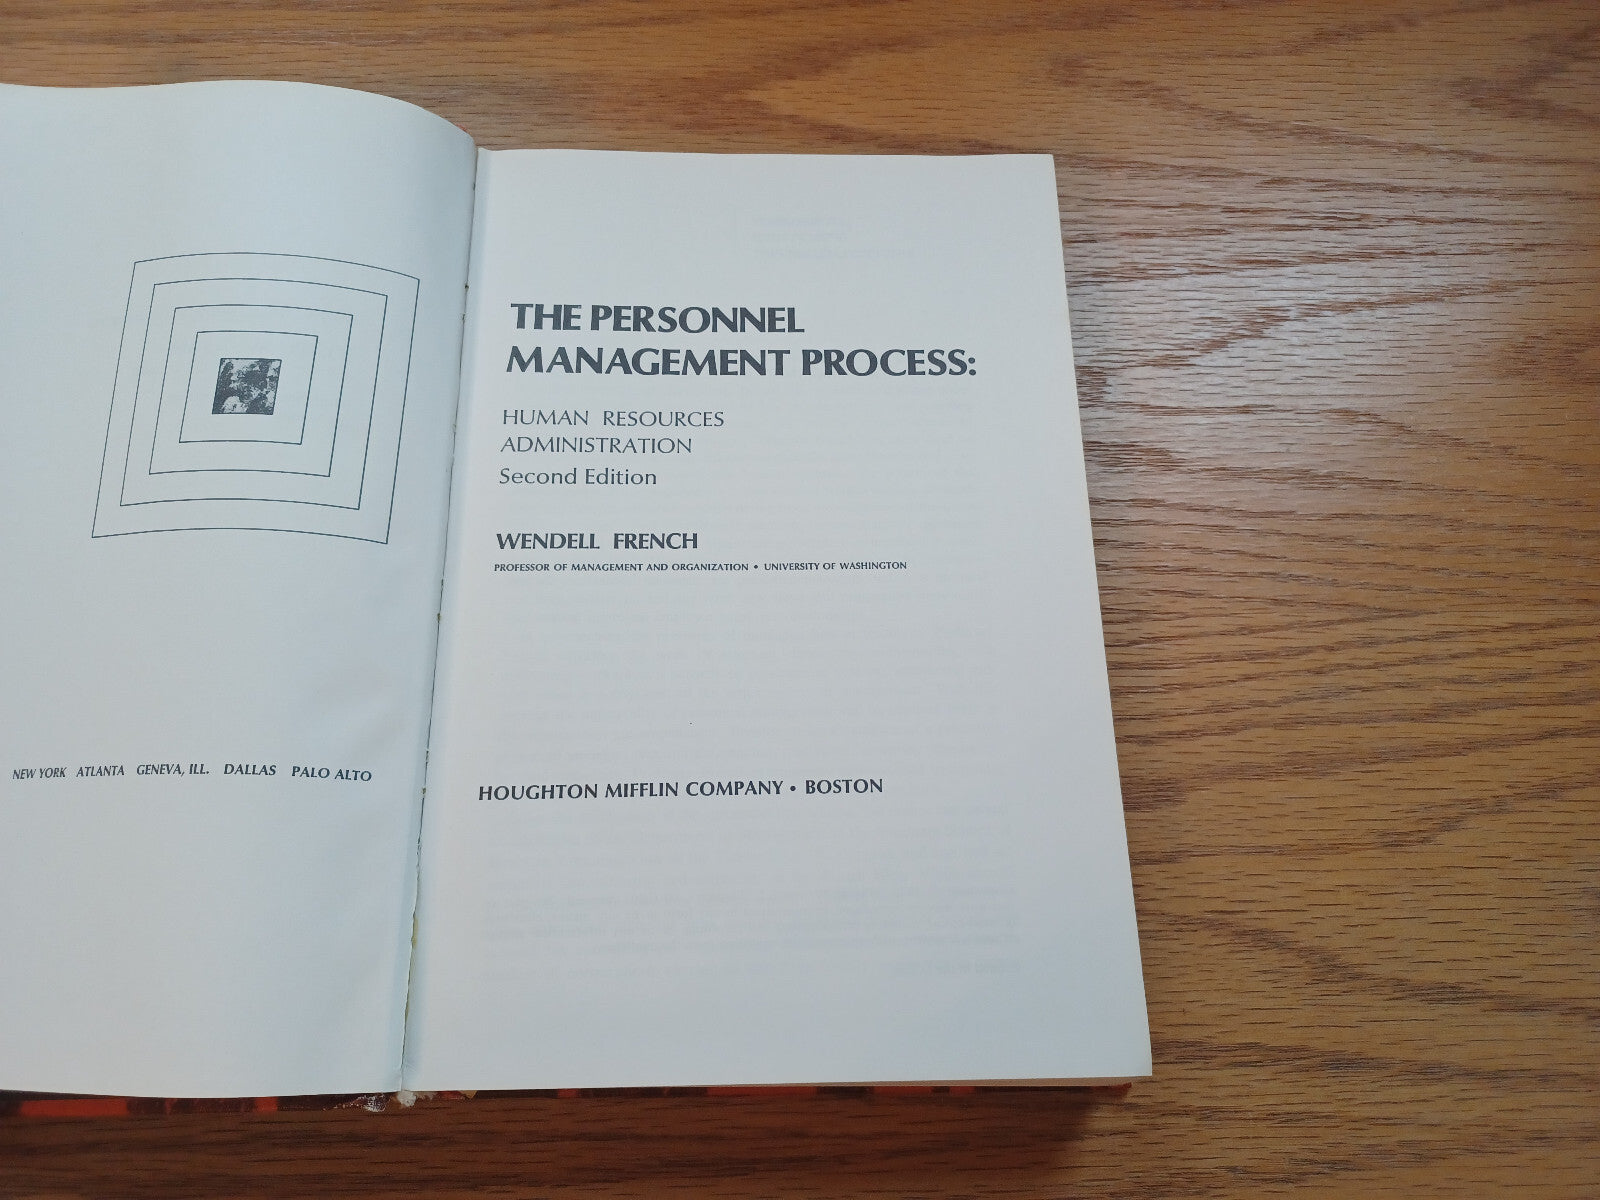 NEW YORK ATLANTA GENEVA, ILL. DALLAS PALO ALTO
THE PERSONNEL
MANAGEMENT PROCESS:
HUMAN RESOURCES
ADMINISTRATION
Second Edition
WENDELL FRENCH
PROFESSOR OF MANAGEMENT AND ORGANIZATION • UNIVERSITY OF WASHINGTON
HOUGHTON MIFFLIN COMPANY • BOSTON